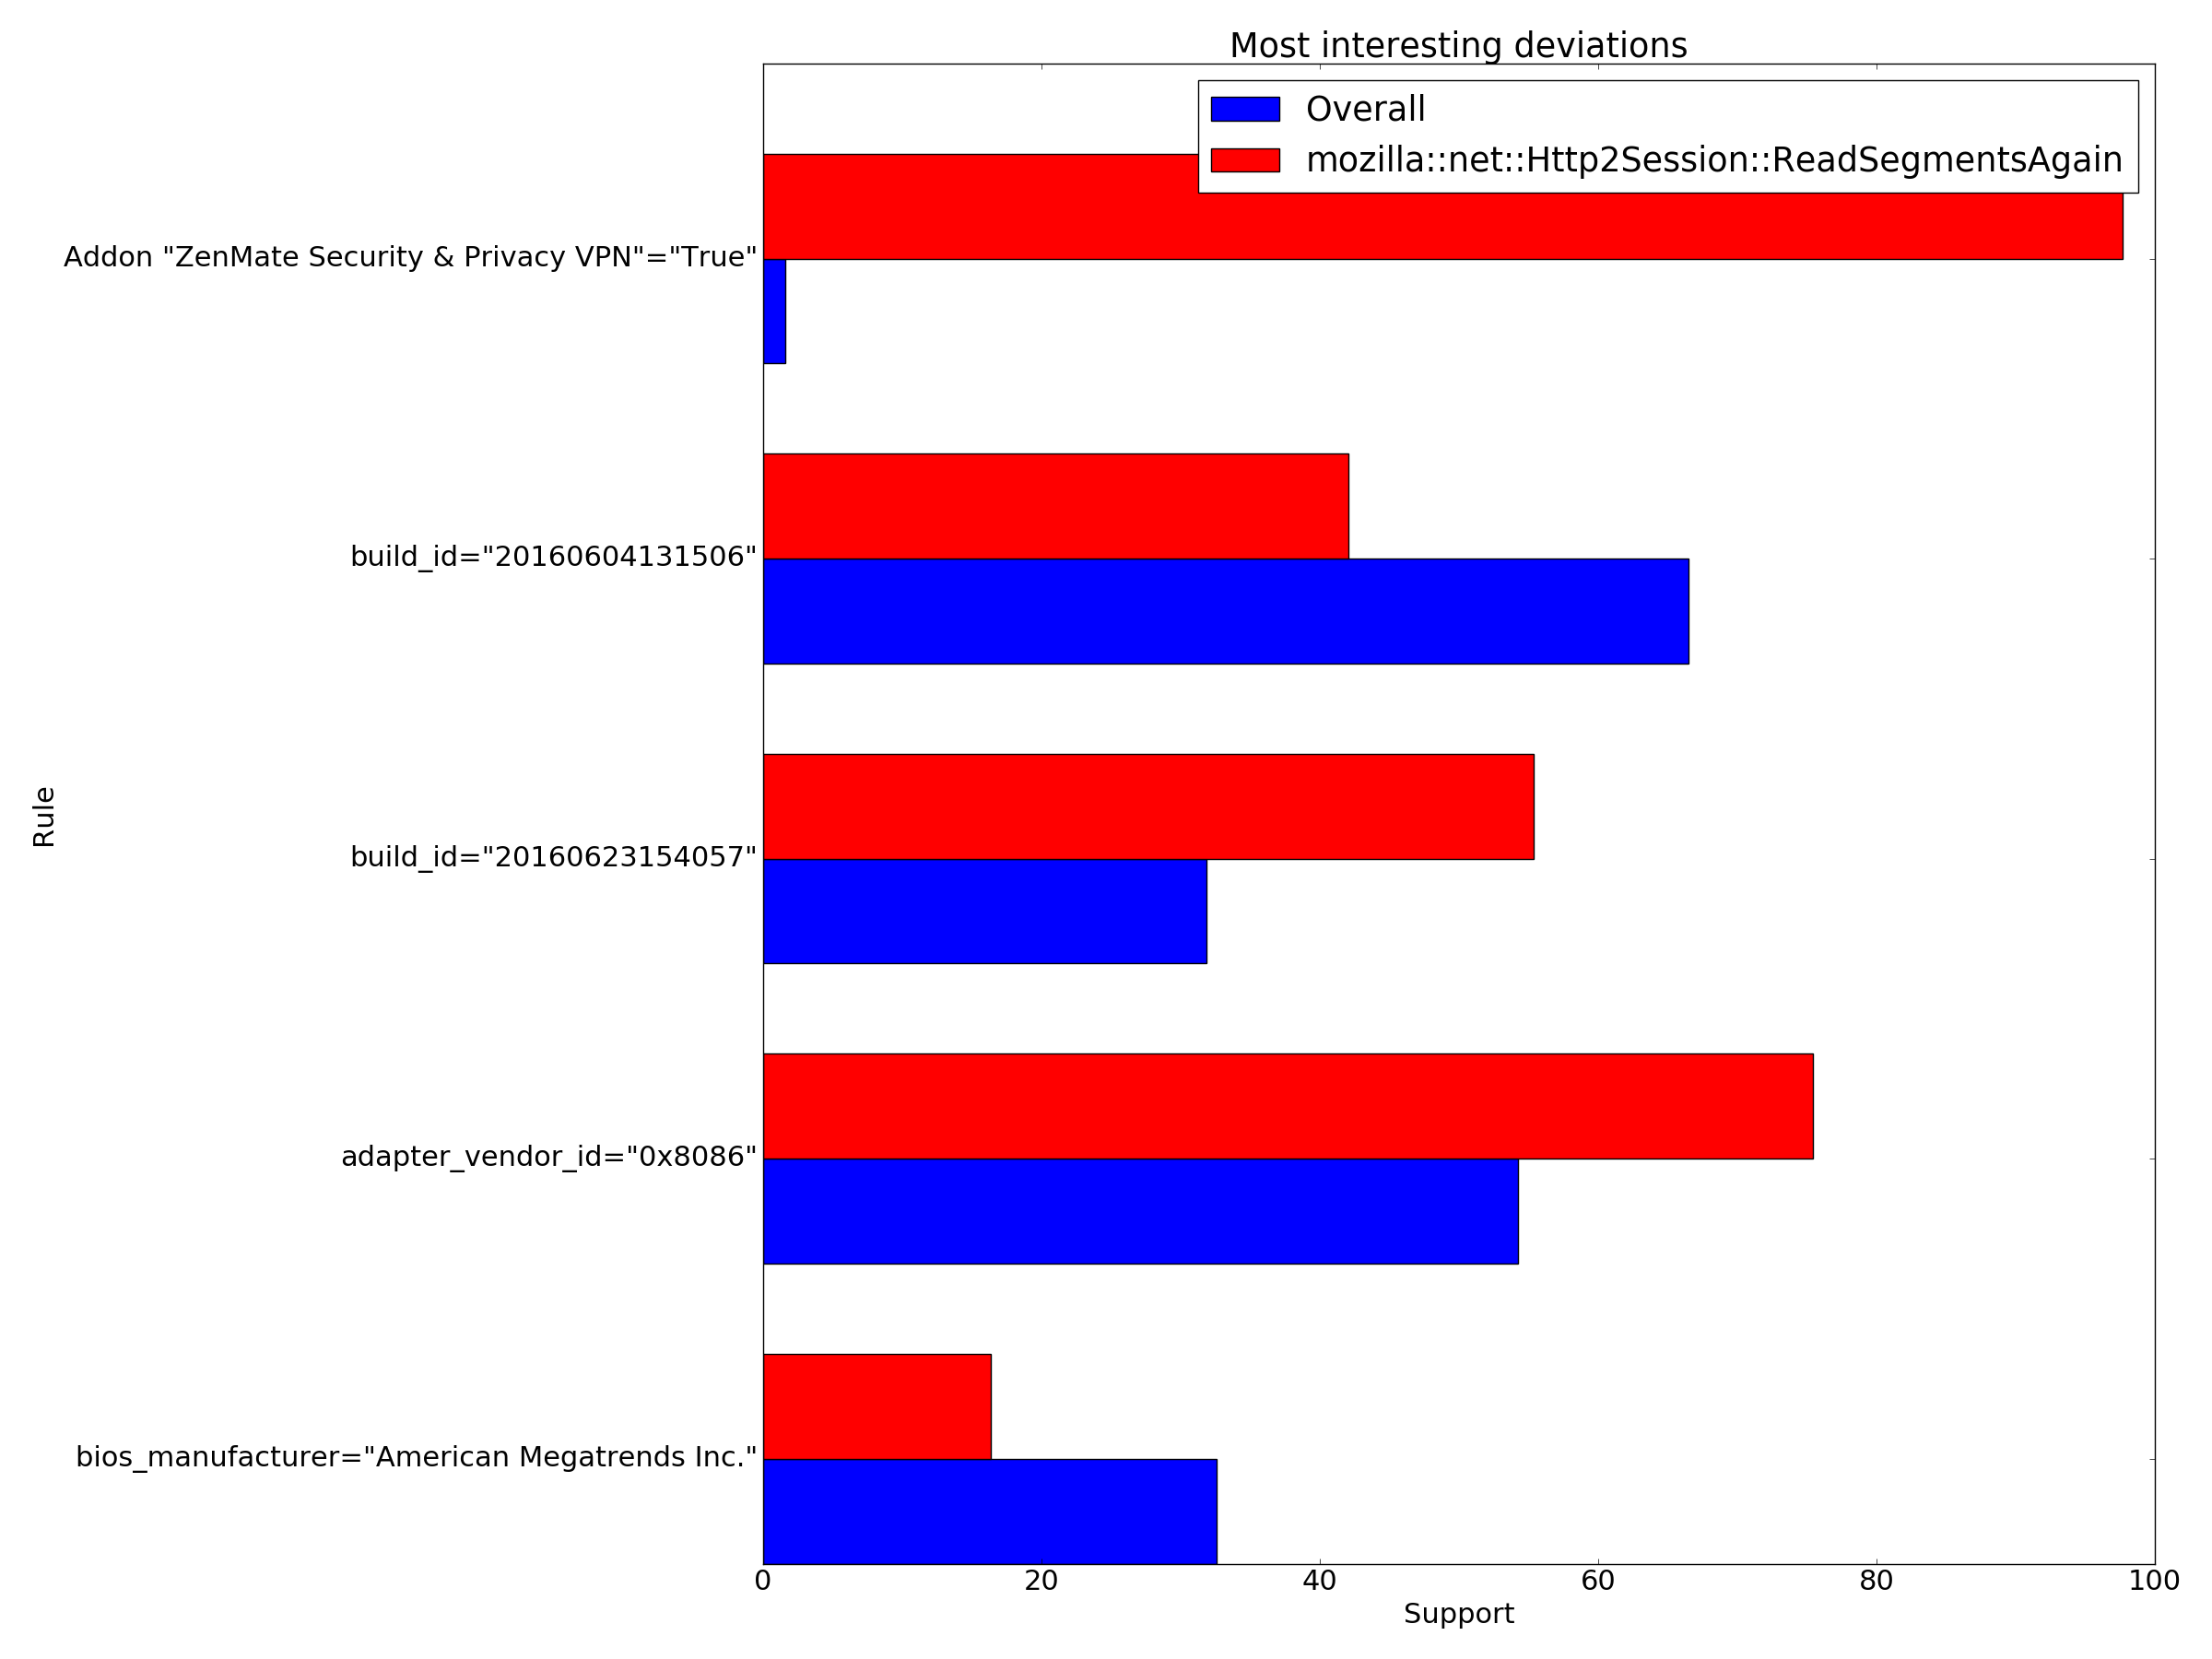 Most interesting deviations
Overall
mozilla::net::Http2Session::ReadSegmentsAgain
Addon "ZenMate Security & Privacy VPN"="True"
build_id="20160604131506"
build_id="20160623154057"
adapter_vendor_id="0x8086"
bios_manufacturer="American Megatrends Inc."
Rule
0 20 40 60 80 100
Support